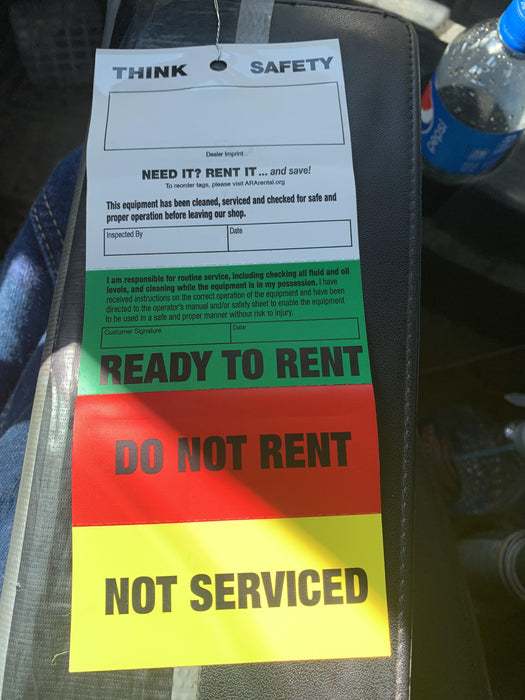 THINK SAFETY
Dealer Imprint
NEED IT? RENT IT ... and save!
To reorder tags, please visit ARArental.org
This equipment has been cleaned, serviced and checked for safe and
proper operation before leaving our shop.
Inspected By Date
I am responsible for routine service, including checking all fluid and oil
levels, and cleaning while the equipment is in my possession. I have
received instructions on the correct operation of the equipment and have been
directed to the operator's manual and/or safety sheet to enable the equipment
to be used in a safe and proper manner without risk to injury.
Customer Signature Date
READY TO RENT
DO NOT RENT
NOT SERVICED
pepsi